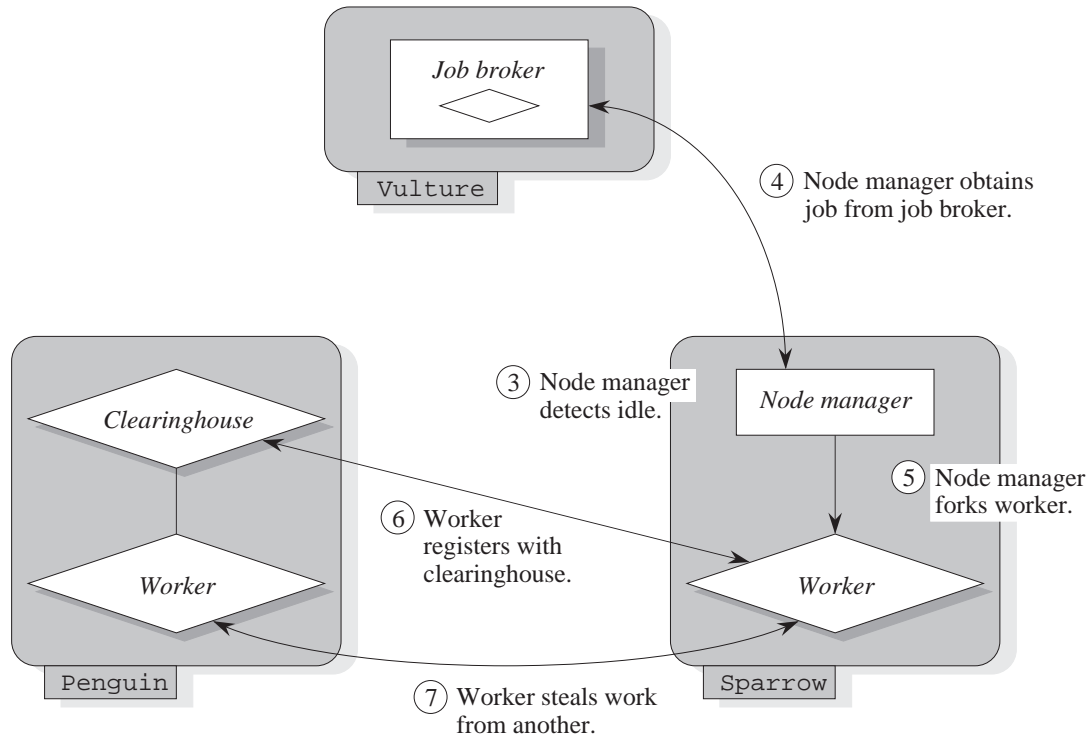 Job broker
Vulture
④ Node manager obtains
job from job broker.
③ Node manager
detects idle.
Clearinghouse
Node manager
⑤ Node manager
forks worker.
⑥ Worker
registers with
clearinghouse.
Worker
Worker
Penguin
Sparrow
⑦ Worker steals work
from another.